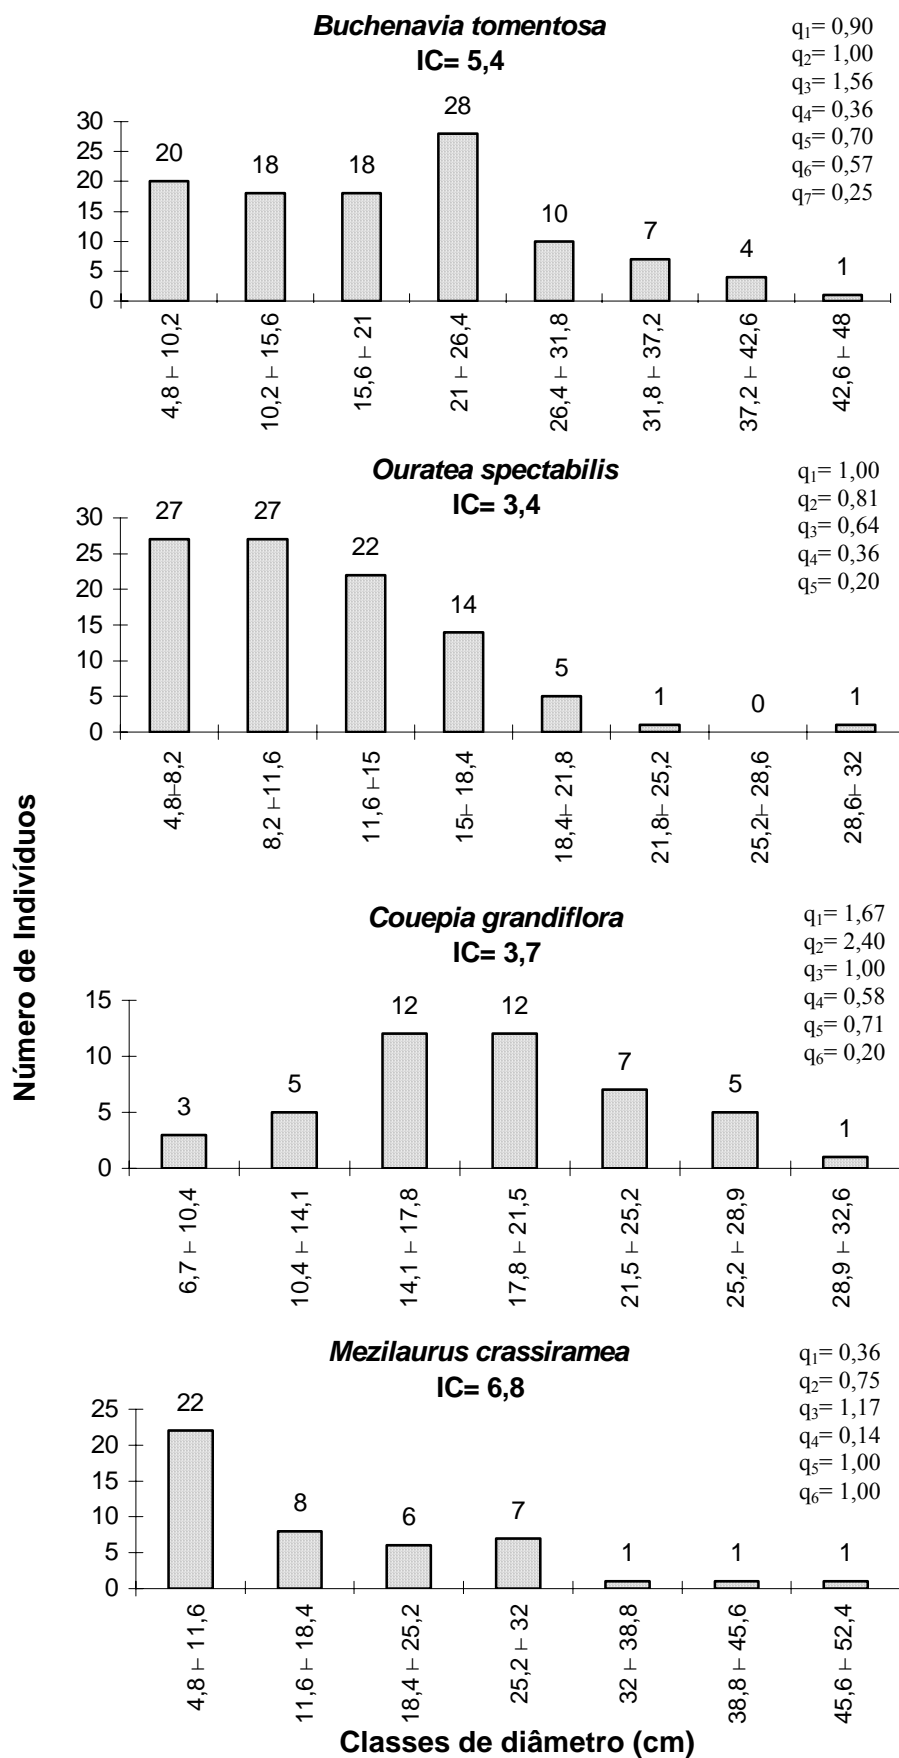 Buchenavia tomentosa
IC= 5,4
q1= 0,90
q2= 1,00
q3= 1,56
q4= 0,36
q5= 0,70
q6= 0,57
q7= 0,25
30
25
20
15
10
5
0
20
18
18
28
10
7
4
1
4,8 ⊢ 10,2
10,2 ⊢ 15,6
15,6 ⊢ 21
21 ⊢ 26,4
26,4 ⊢ 31,8
31,8 ⊢ 37,2
37,2 ⊢ 42,6
42,6 ⊢ 48
Ouratea spectabilis
IC= 3,4
q1= 1,00
q2= 0,81
q3= 0,64
q4= 0,36
q5= 0,20
30
25
20
15
10
5
0
27
27
22
14
5
1
0
1
4,8⊢8,2
8,2 ⊢11,6
11,6 ⊢15
15⊢ 18,4
18,4⊢ 21,8
21,8⊢ 25,2
25,2⊢ 28,6
28,6⊢ 32
Número de Indivíduos
Couepia grandiflora
IC= 3,7
q1= 1,67
q2= 2,40
q3= 1,00
q4= 0,58
q5= 0,71
q6= 0,20
15
10
5
0
3
5
12
12
7
5
1
6,7 ⊢ 10,4
10,4 ⊢ 14,1
14,1 ⊢ 17,8
17,8 ⊢ 21,5
21,5 ⊢ 25,2
25,2 ⊢ 28,9
28,9 ⊢ 32,6
Mezilaurus crassiramea
IC= 6,8
q1= 0,36
q2= 0,75
q3= 1,17
q4= 0,14
q5= 1,00
q6= 1,00
25
20
15
10
5
0
22
8
6
7
1
1
1
4,8 ⊢ 11,6
11,6 ⊢ 18,4
18,4 ⊢ 25,2
25,2 ⊢ 32
32 ⊢ 38,8
38,8 ⊢ 45,6
45,6 ⊢ 52,4
Classes de diâmetro (cm)